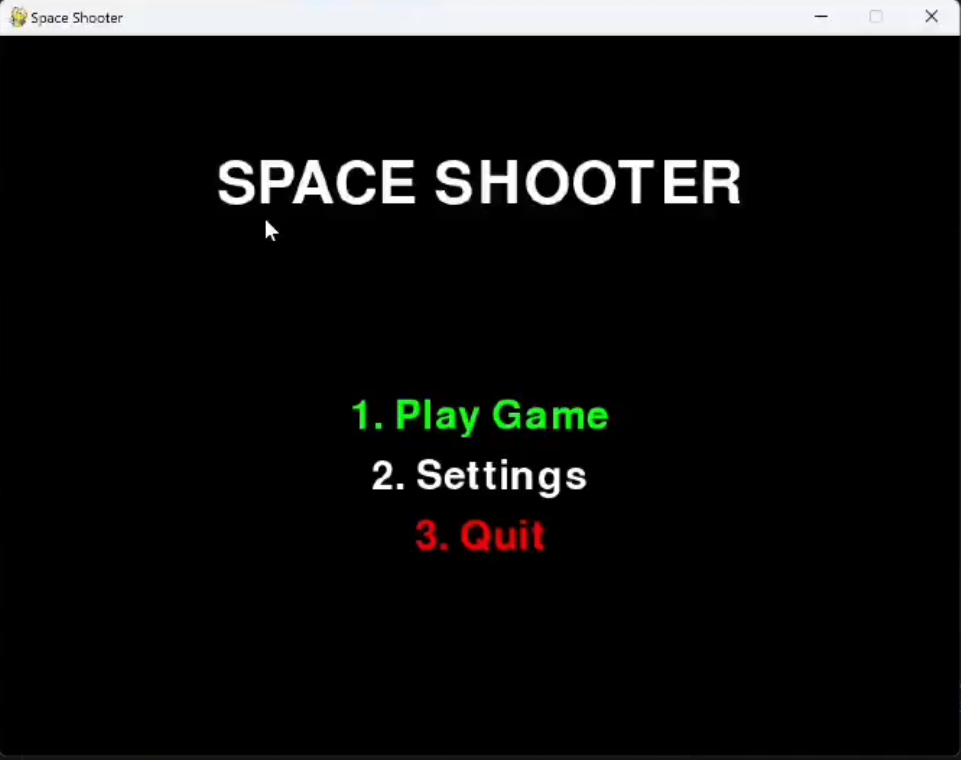 Space Shooter
SPACE SHOOTER
1. Play Game
2. Settings
3. Quit